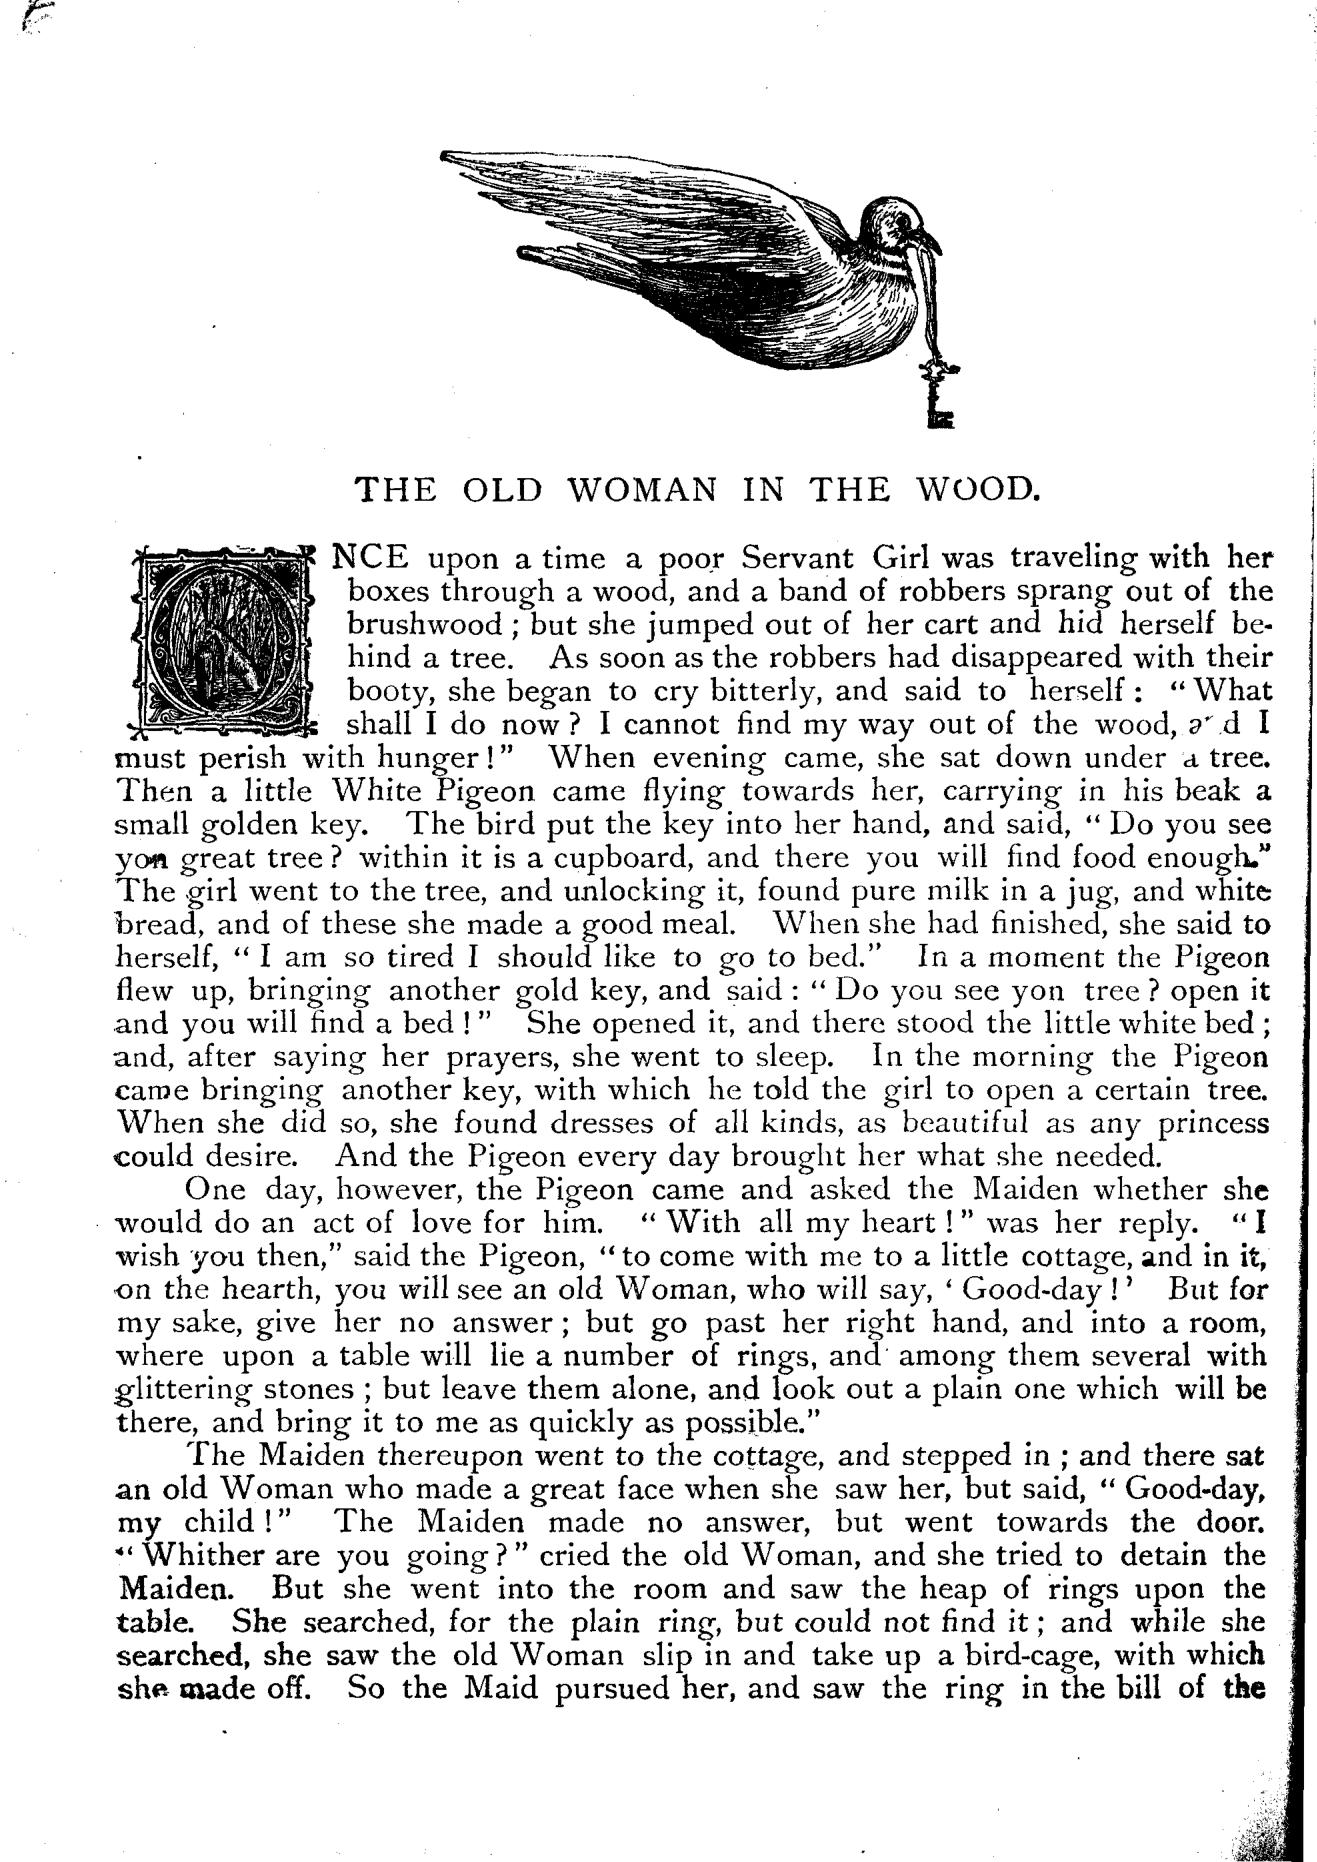 THE OLD WOMAN IN THE WOOD.
ONCE upon a time a poor Servant Girl was traveling with her
boxes through a wood, and a band of robbers sprang out of the
brushwood ; but she jumped out of her cart and hid herself be-
hind a tree. As soon as the robbers had disappeared with their
booty, she began to cry bitterly, and said to herself : “ What
shall I do now ? I cannot find my way out of the wood, and I
must perish with hunger ! ” When evening came, she sat down under a tree.
Then a little White Pigeon came flying towards her, carrying in his beak a
small golden key. The bird put the key into her hand, and said, “ Do you see
yon great tree ? within it is a cupboard, and there you will find food enough.”
The girl went to the tree, and unlocking it, found pure milk in a jug, and white
bread, and of these she made a good meal. When she had finished, she said to
herself, “ I am so tired I should like to go to bed.” In a moment the Pigeon
flew up, bringing another gold key, and said : “ Do you see yon tree ? open it
and you will find a bed ! ” She opened it, and there stood the little white bed ;
and, after saying her prayers, she went to sleep. In the morning the Pigeon
came bringing another key, with which he told the girl to open a certain tree.
When she did so, she found dresses of all kinds, as beautiful as any princess
could desire. And the Pigeon every day brought her what she needed.
One day, however, the Pigeon came and asked the Maiden whether she
would do an act of love for him. “ With all my heart ! ” was her reply. “ I
wish you then,” said the Pigeon, “ to come with me to a little cottage, and in it,
on the hearth, you will see an old Woman, who will say, ‘ Good-day ! ’ But for
my sake, give her no answer ; but go past her right hand, and into a room,
where upon a table will lie a number of rings, and among them several with
glittering stones ; but leave them alone, and look out a plain one which will be
there, and bring it to me as quickly as possible.”
The Maiden thereupon went to the cottage, and stepped in ; and there sat
an old Woman who made a great face when she saw her, but said, “ Good-day,
my child ! ” The Maiden made no answer, but went towards the door.
“ Whither are you going ? ” cried the old Woman, and she tried to detain the
Maiden. But she went into the room and saw the heap of rings upon the
table. She searched, for the plain ring, but could not find it ; and while she
searched, she saw the old Woman slip in and take up a bird-cage, with which
she made off. So the Maid pursued her, and saw the ring in the bill of the